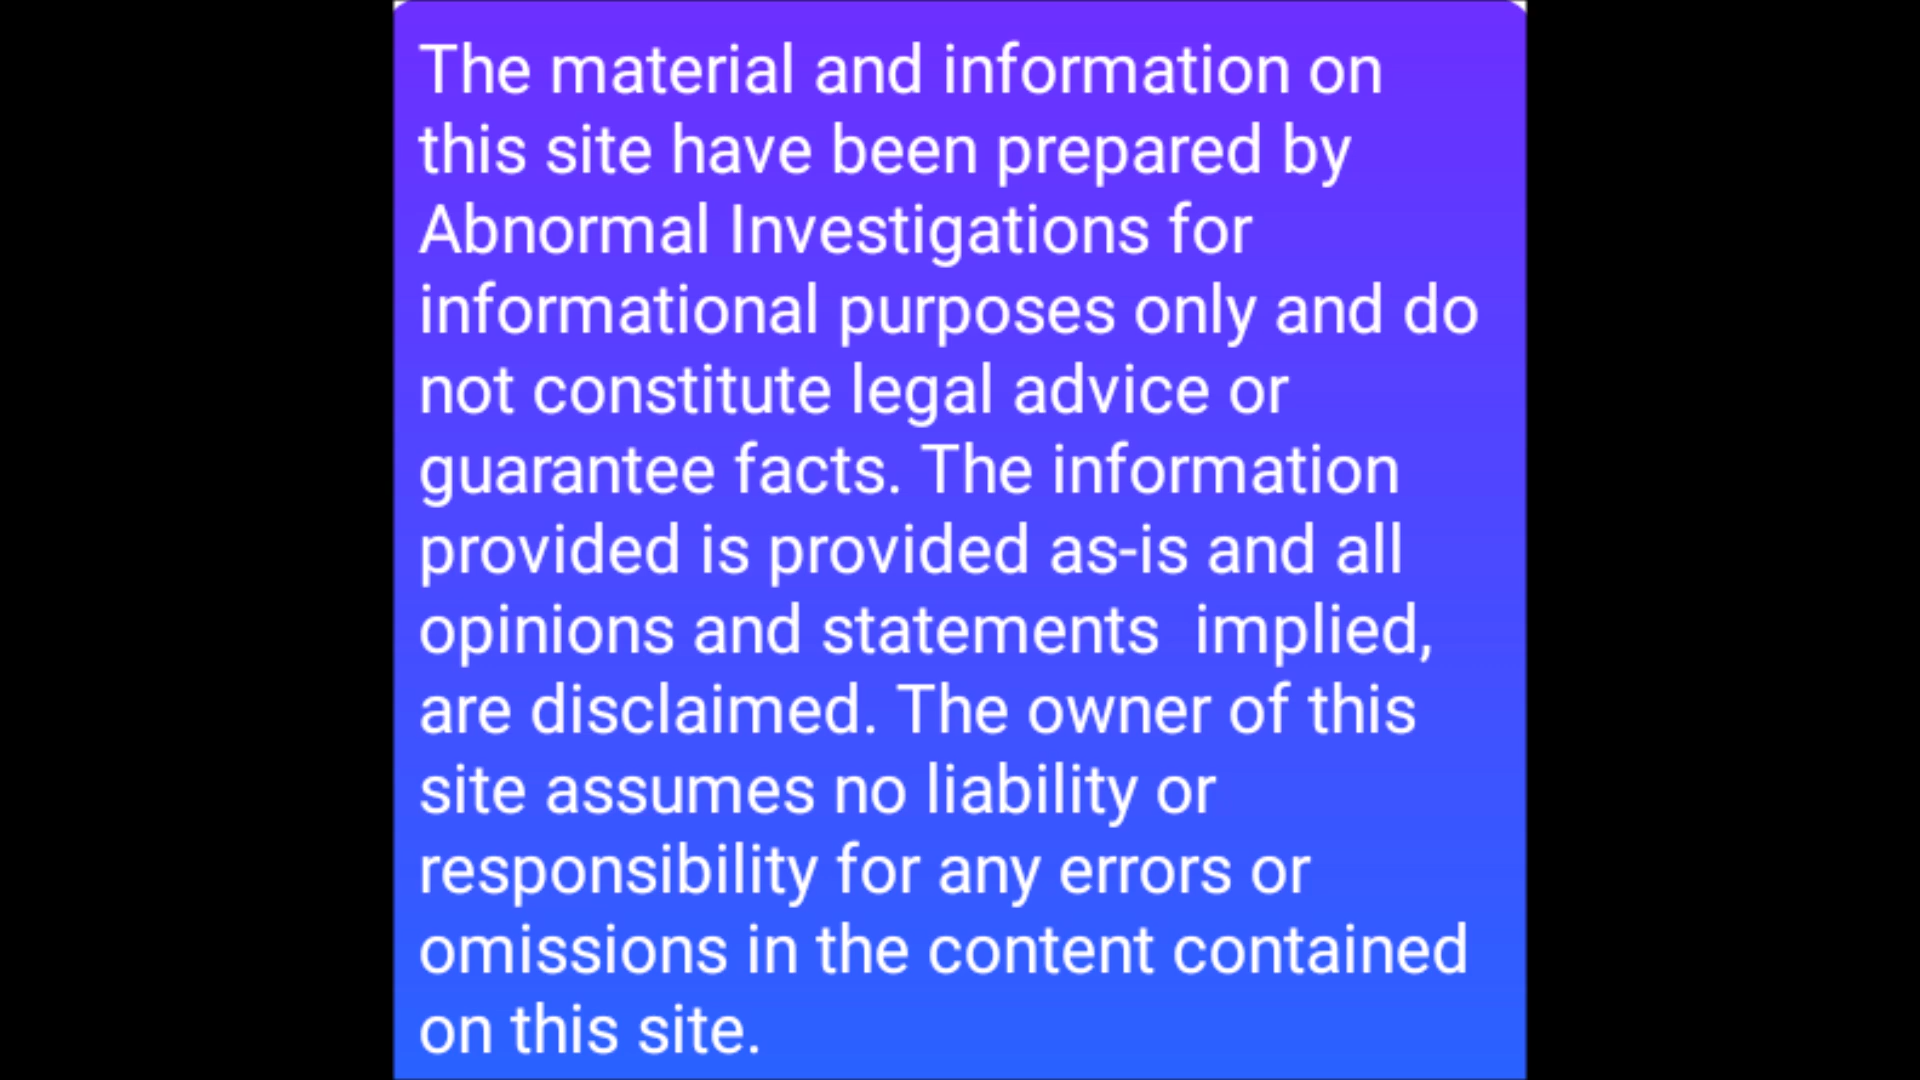 The material and information on
this site have been prepared by
Abnormal Investigations for
informational purposes only and do
not constitute legal advice or
guarantee facts. The information
provided is provided as-is and all
opinions and statements  implied,
are disclaimed. The owner of this
site assumes no liability or
responsibility for any errors or
omissions in the content contained
on this site.